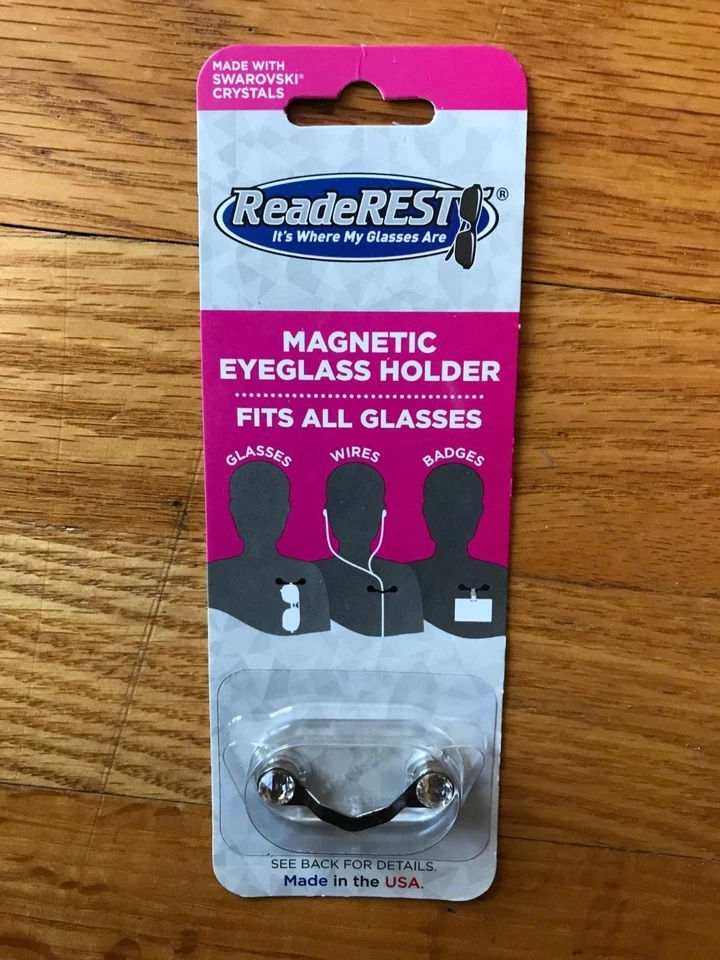 MADE WITH
SWAROVSKI®
CRYSTALS
ReadeREST®
It's Where My Glasses Are
MAGNETIC
EYEGLASS HOLDER
FITS ALL GLASSES
GLASSES WIRES BADGES
SEE BACK FOR DETAILS.
Made in the USA.